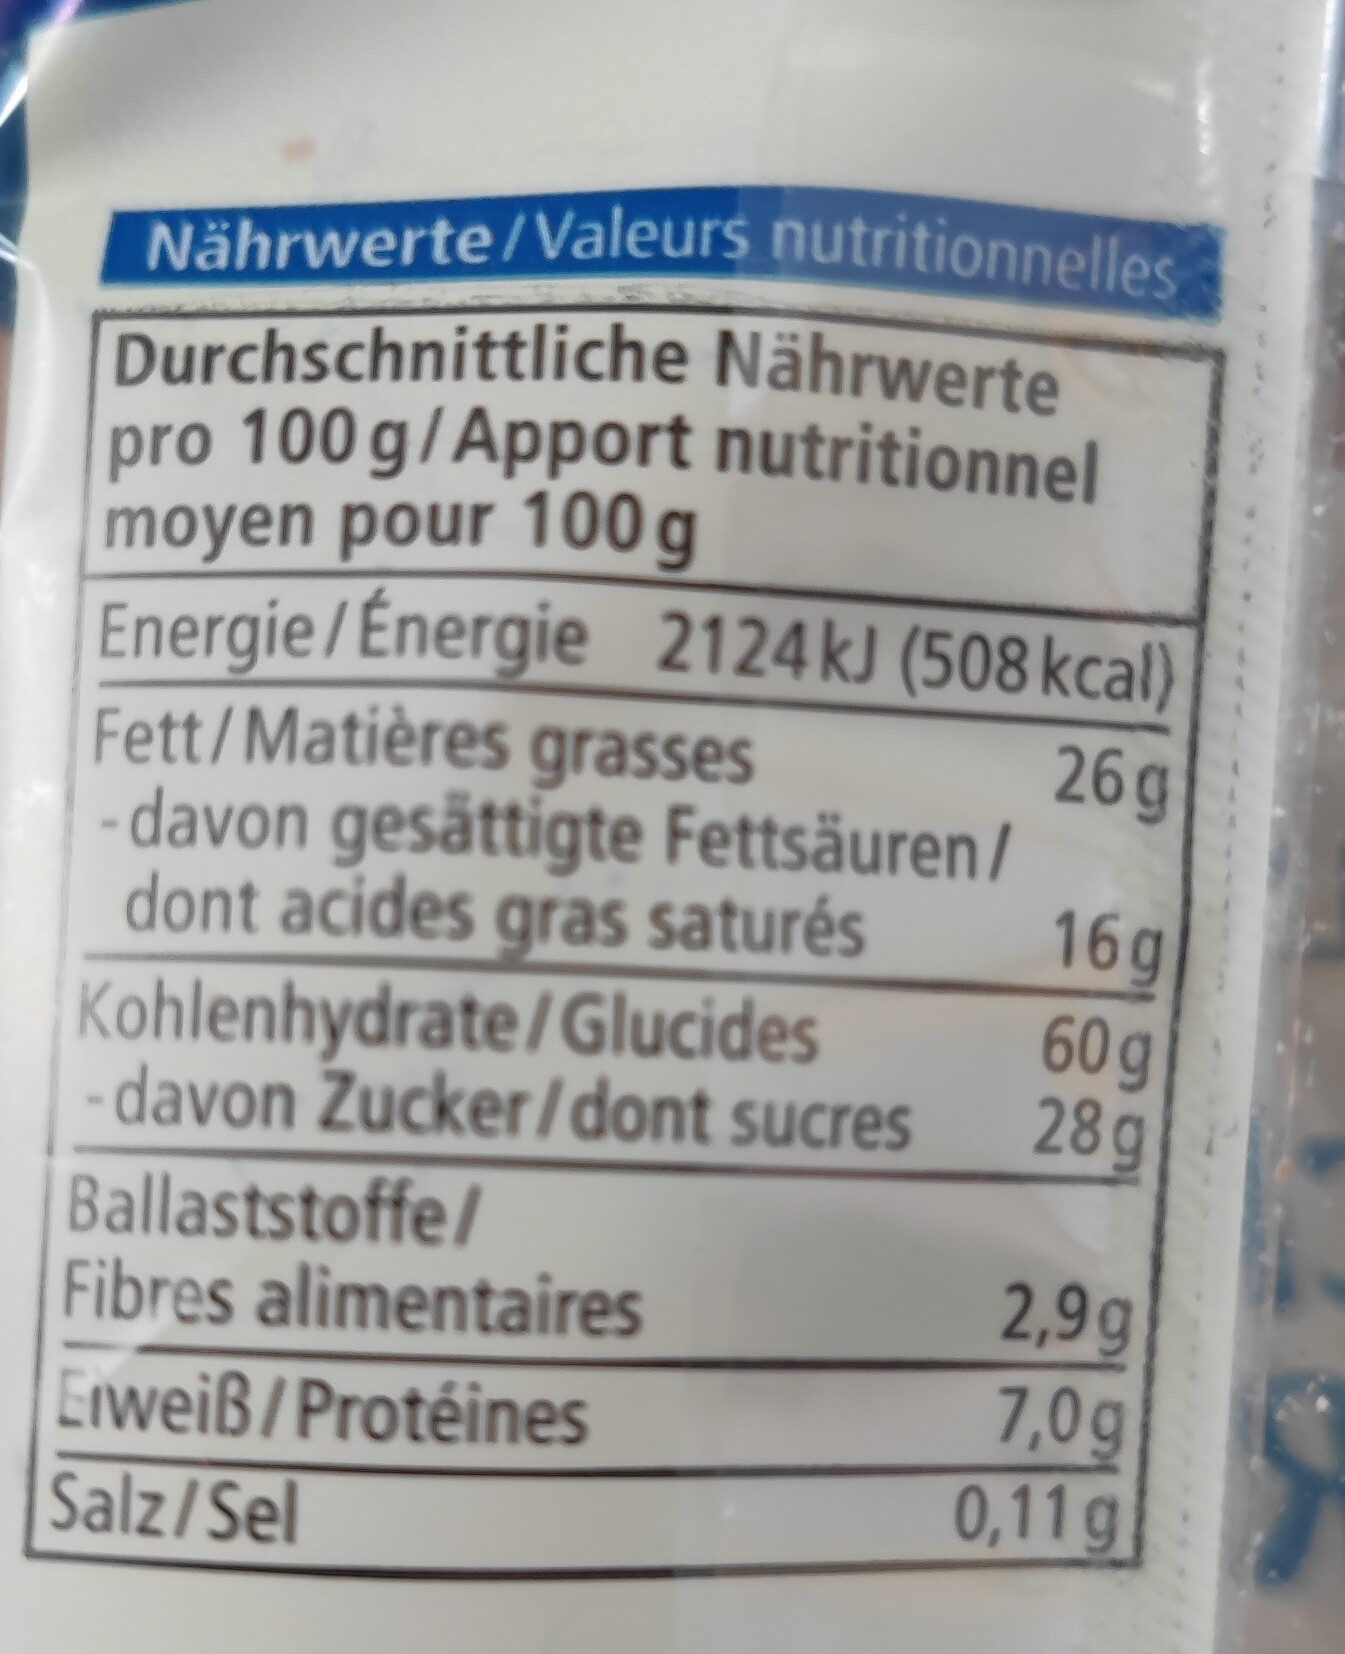 Nährwerte/Valeurs nutritionnelles
Durchschnittliche Nährwerte
pro 100 g/Apport nutritionnel
moyen pour 100 g
Energie/Énergie 2124 kJ (508 kcal)
Fett/Matières grasses 26 g
- davon gesättigte Fettsäuren/
dont acides gras saturés 16 g
Kohlenhydrate/Glucides 60 g
- davon Zucker/dont sucres 28 g
Ballaststoffe/
Fibres alimentaires 2,9 g
Eiweiß/Protéines 7,0 g
Salz/Sel 0,11 g